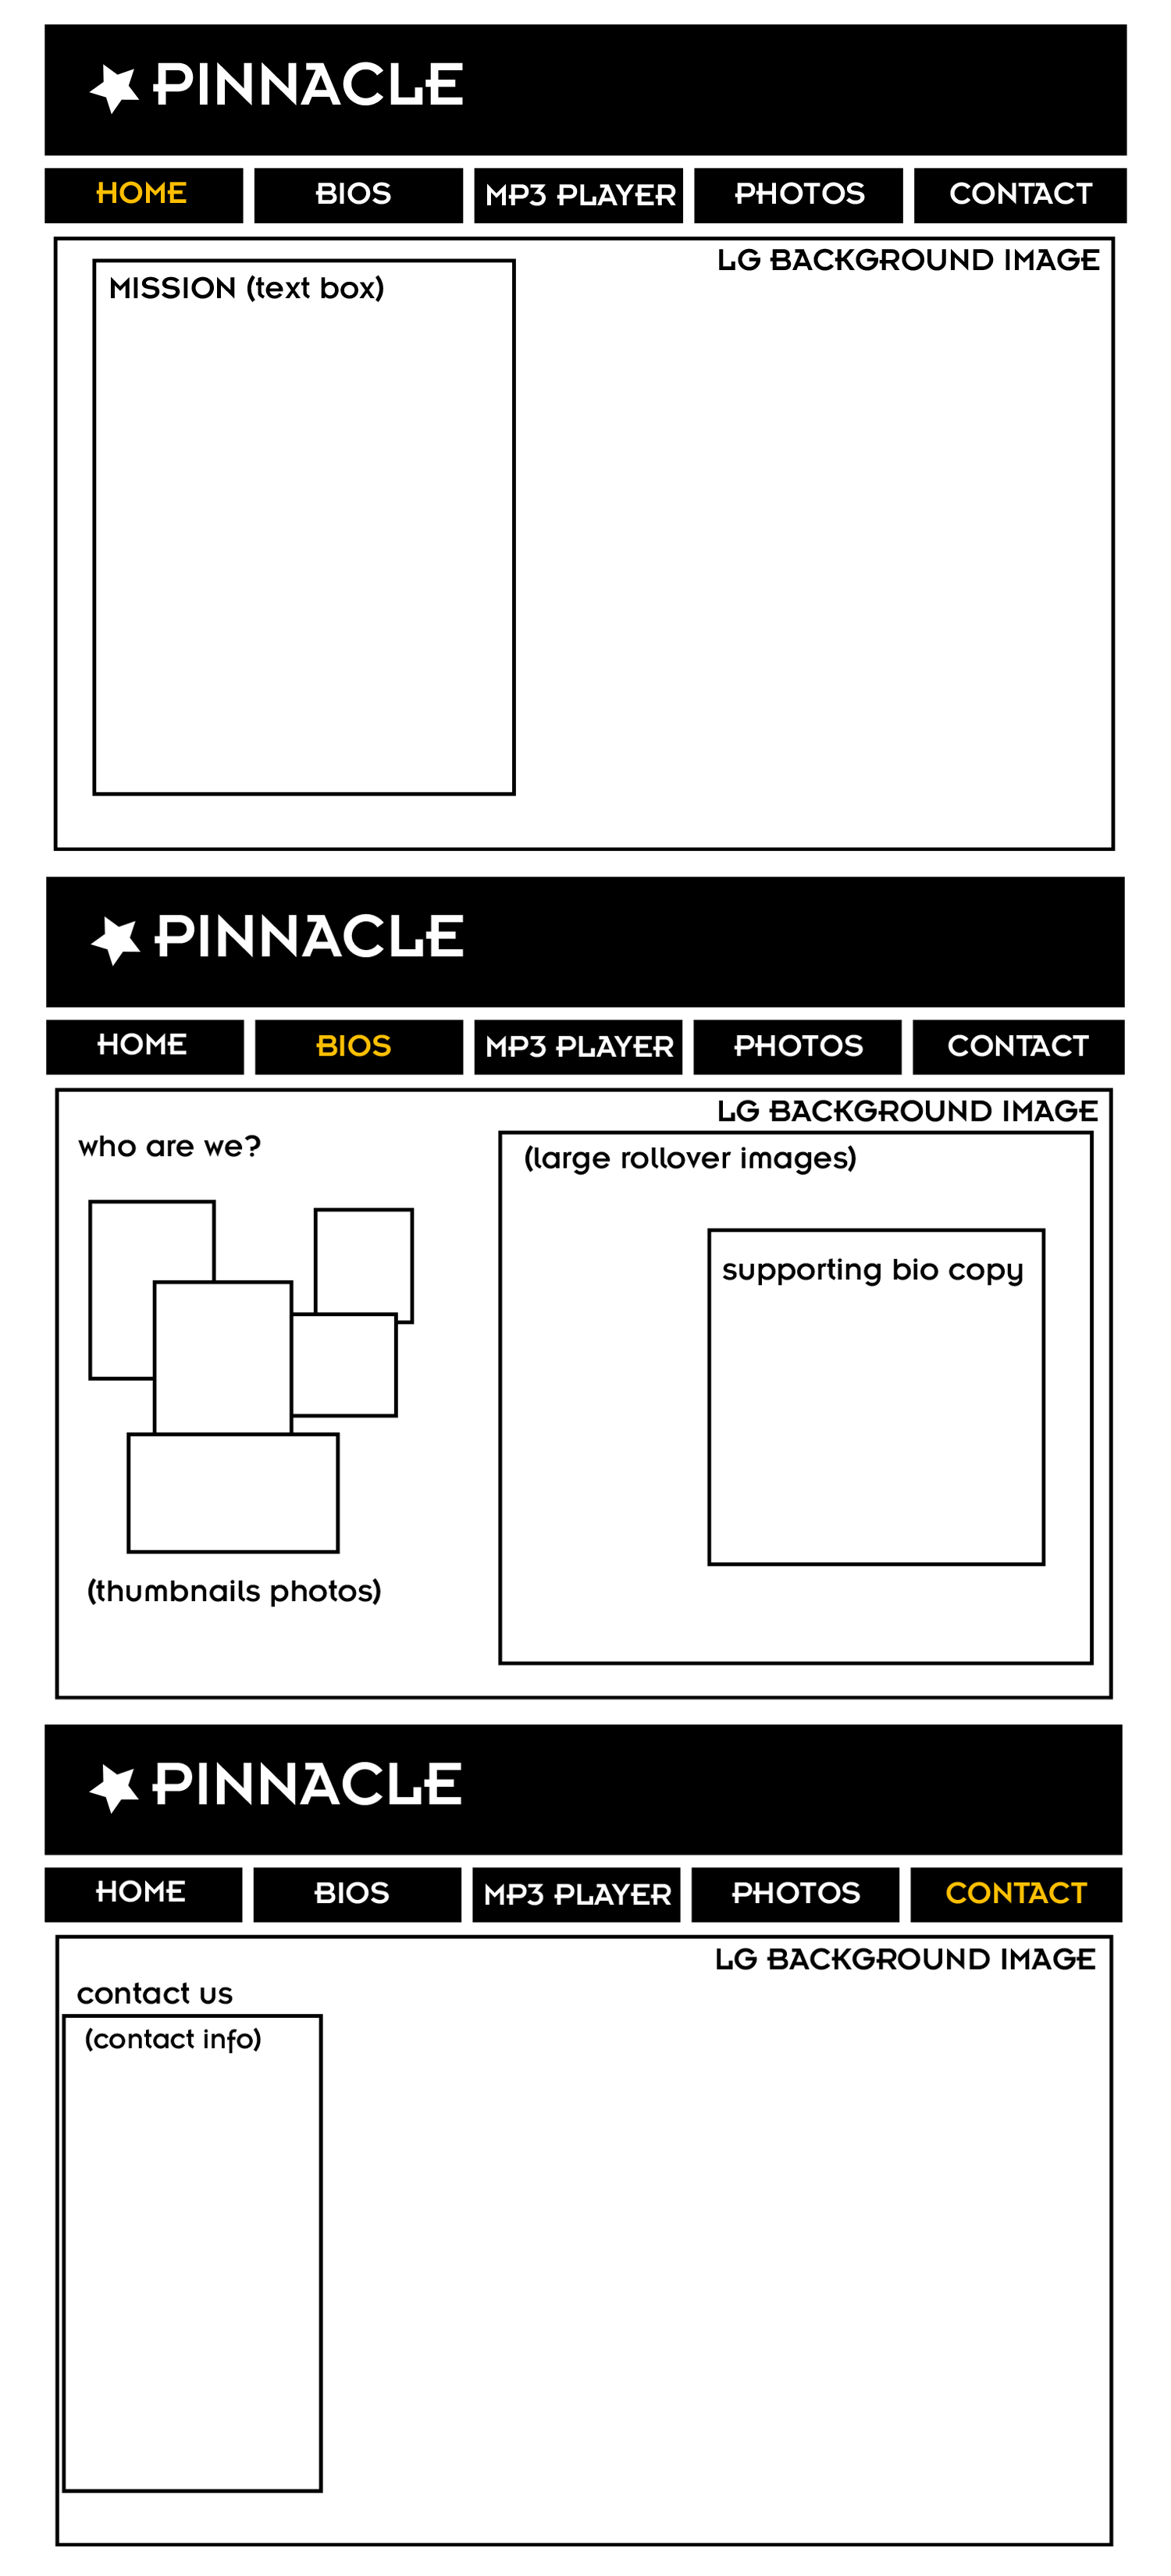 PINNACLE
HOME BIOS MP3 PLAYER PHOTOS CONTACT
LG BACKGROUND IMAGE
MISSION (text box)
PINNACLE
HOME BIOS MP3 PLAYER PHOTOS CONTACT
LG BACKGROUND IMAGE
who are we?
(large rollover images)
supporting bio copy
(thumbnails photos)
PINNACLE
HOME BIOS MP3 PLAYER PHOTOS CONTACT
LG BACKGROUND IMAGE
contact us
(contact info)